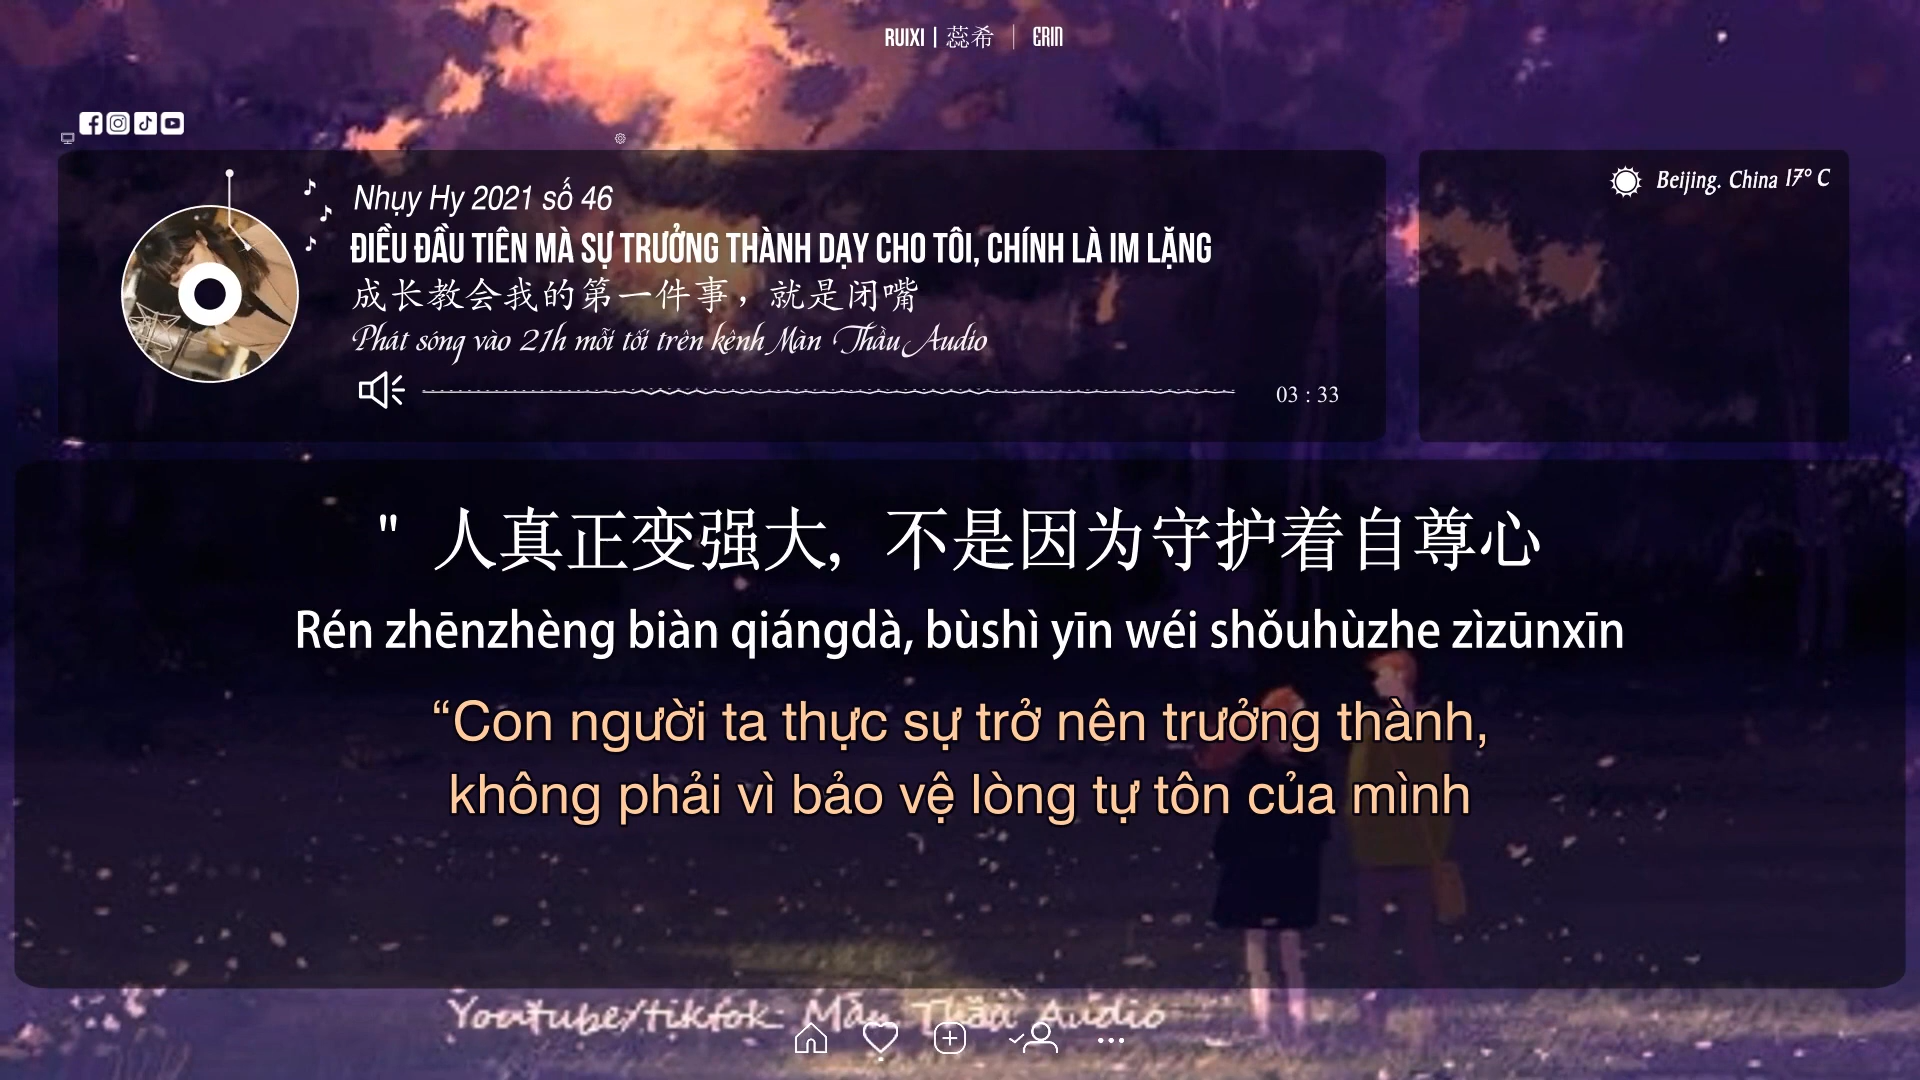 RUIXI | 蕊希 | ERIN
Nhụy Hy 2021 số 46
ĐIỀU ĐẦU TIÊN MÀ SỰ TRƯỞNG THÀNH DẠY CHO TÔI, CHÍNH LÀ IM LẶNG
成长教会我的第一件事，就是闭嘴
Phát sóng vào 21h mỗi tối trên kênh Màn Thầu Audio
03 : 33
Beijing. China 17° C
" 人真正变强大，不是因为守护着自尊心
Rén zhēnzhèng biàn qiángdà, bùshì yīn wéi shǒuhùzhe zìzūnxīn
“Con người ta thực sự trở nên trưởng thành,
không phải vì bảo vệ lòng tự tôn của mình
Youtube/tiktok: Màn Thầu Audio